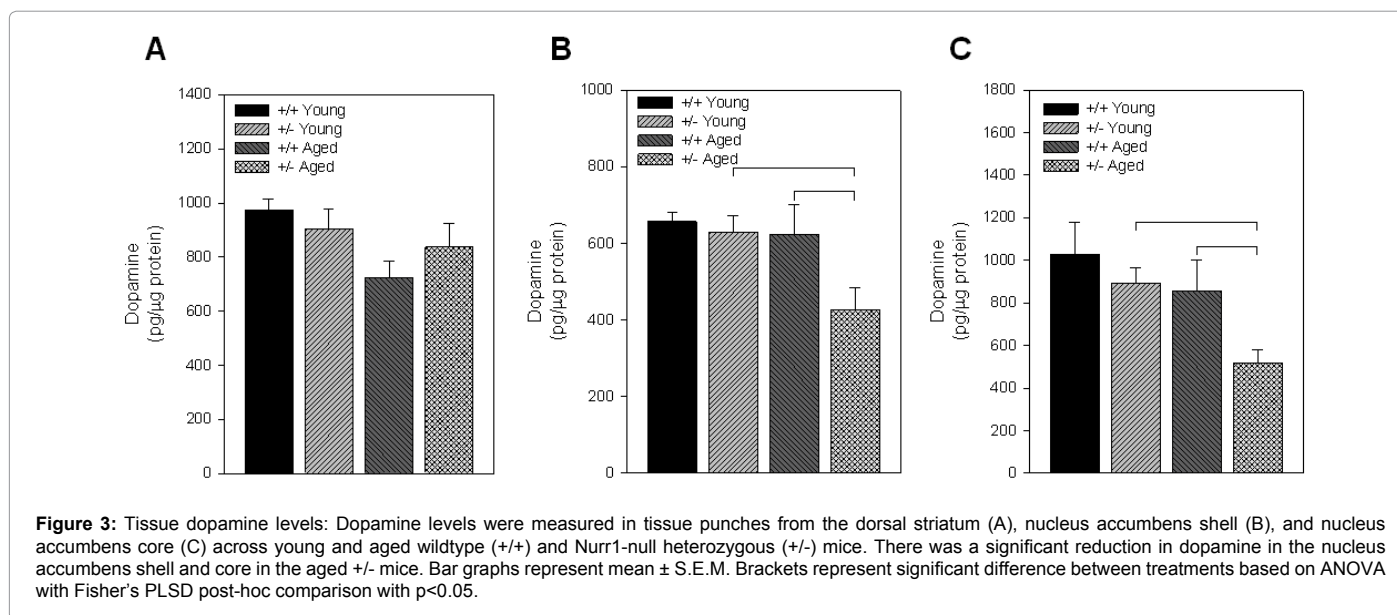 A
1400
1200
1000
800
600
400
200
0
Dopamine
(pg/µg protein)
+/+ Young
+/- Young
+/+ Aged
+/- Aged
B
1000
800
600
400
200
0
Dopamine
(pg/µg protein)
+/+ Young
+/- Young
+/+ Aged
+/- Aged
C
1800
1600
1400
1200
1000
800
600
400
200
0
Dopamine
(pg/µg protein)
+/+ Young
+/- Young
+/+ Aged
+/- Aged
Figure 3: Tissue dopamine levels: Dopamine levels were measured in tissue punches from the dorsal striatum (A), nucleus accumbens shell (B), and nucleus
accumbens core (C) across young and aged wildtype (+/+) and Nurr1-null heterozygous (+/-) mice. There was a significant reduction in dopamine in the nucleus
accumbens shell and core in the aged +/- mice. Bar graphs represent mean ± S.E.M. Brackets represent significant difference between treatments based on ANOVA
with Fisher's PLSD post-hoc comparison with p<0.05.